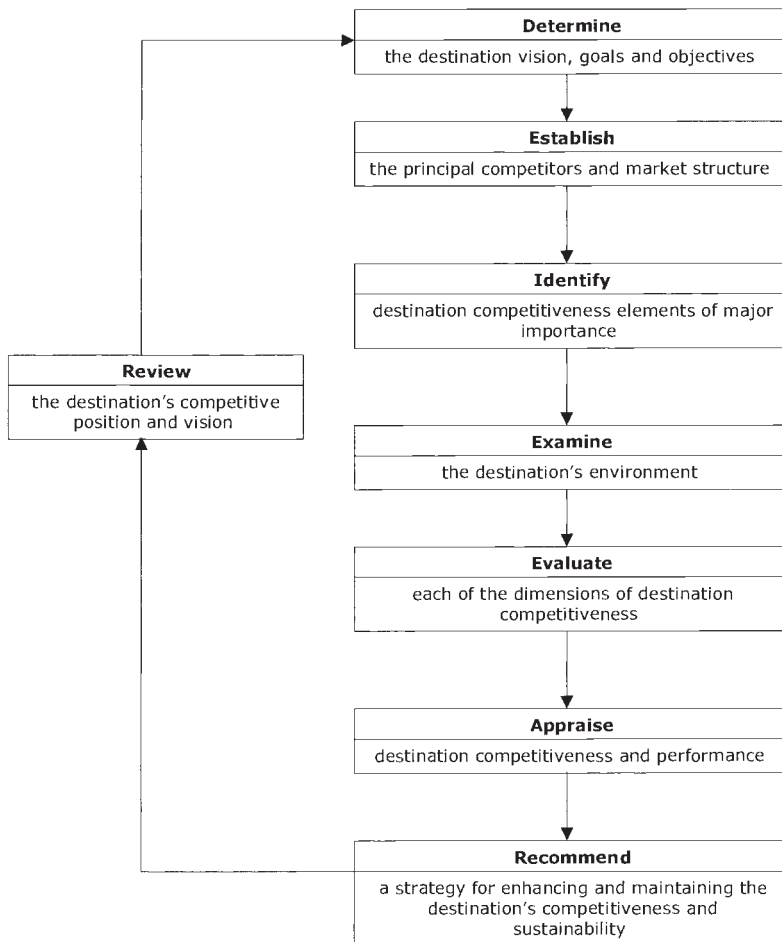 Determine
the destination vision, goals and objectives
Establish
the principal competitors and market structure
Identify
destination competitiveness elements of major
importance
Review
the destination's competitive
position and vision
Examine
the destination's environment
Evaluate
each of the dimensions of destination
competitiveness
Appraise
destination competitiveness and performance
Recommend
a strategy for enhancing and maintaining the
destination's competitiveness and
sustainability